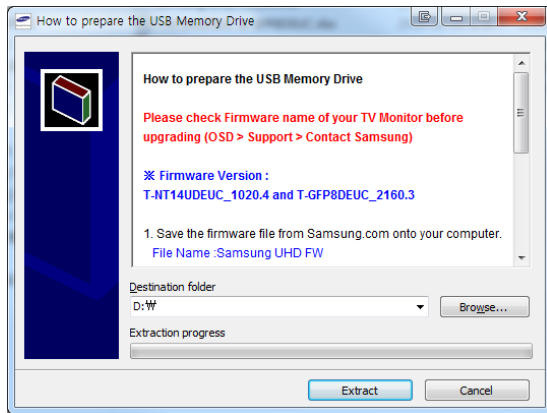 How to prepare the USB Memory Drive
How to prepare the USB Memory Drive
Please check Firmware name of your TV Monitor before
upgrading (OSD > Support > Contact Samsung)
※ Firmware Version :
T-NT14UDEUC_1020.4 and T-GFP8DEUC_2160.3
1. Save the firmware file from Samsung.com onto your computer.
File Name :Samsung UHD FW
Destination folder
D:₩
Browse...
Extraction progress
Extract
Cancel